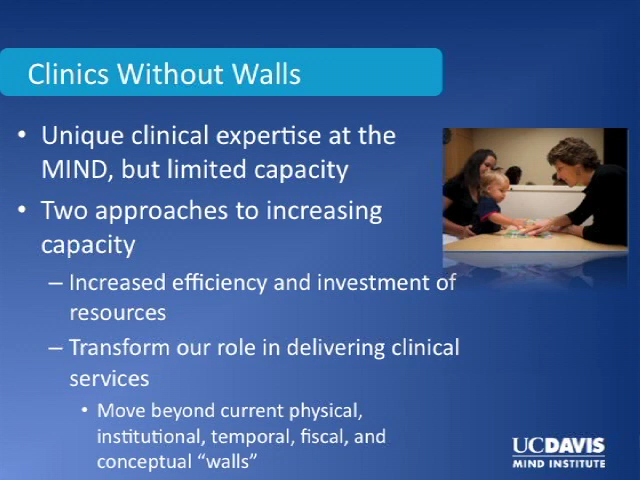 Clinics Without Walls
• Unique clinical expertise at the
MIND, but limited capacity
• Two approaches to increasing
capacity
– Increased efficiency and investment of
resources
– Transform our role in delivering clinical
services
• Move beyond current physical,
institutional, temporal, fiscal, and
conceptual “walls”
UCDAVIS
MIND INSTITUTE